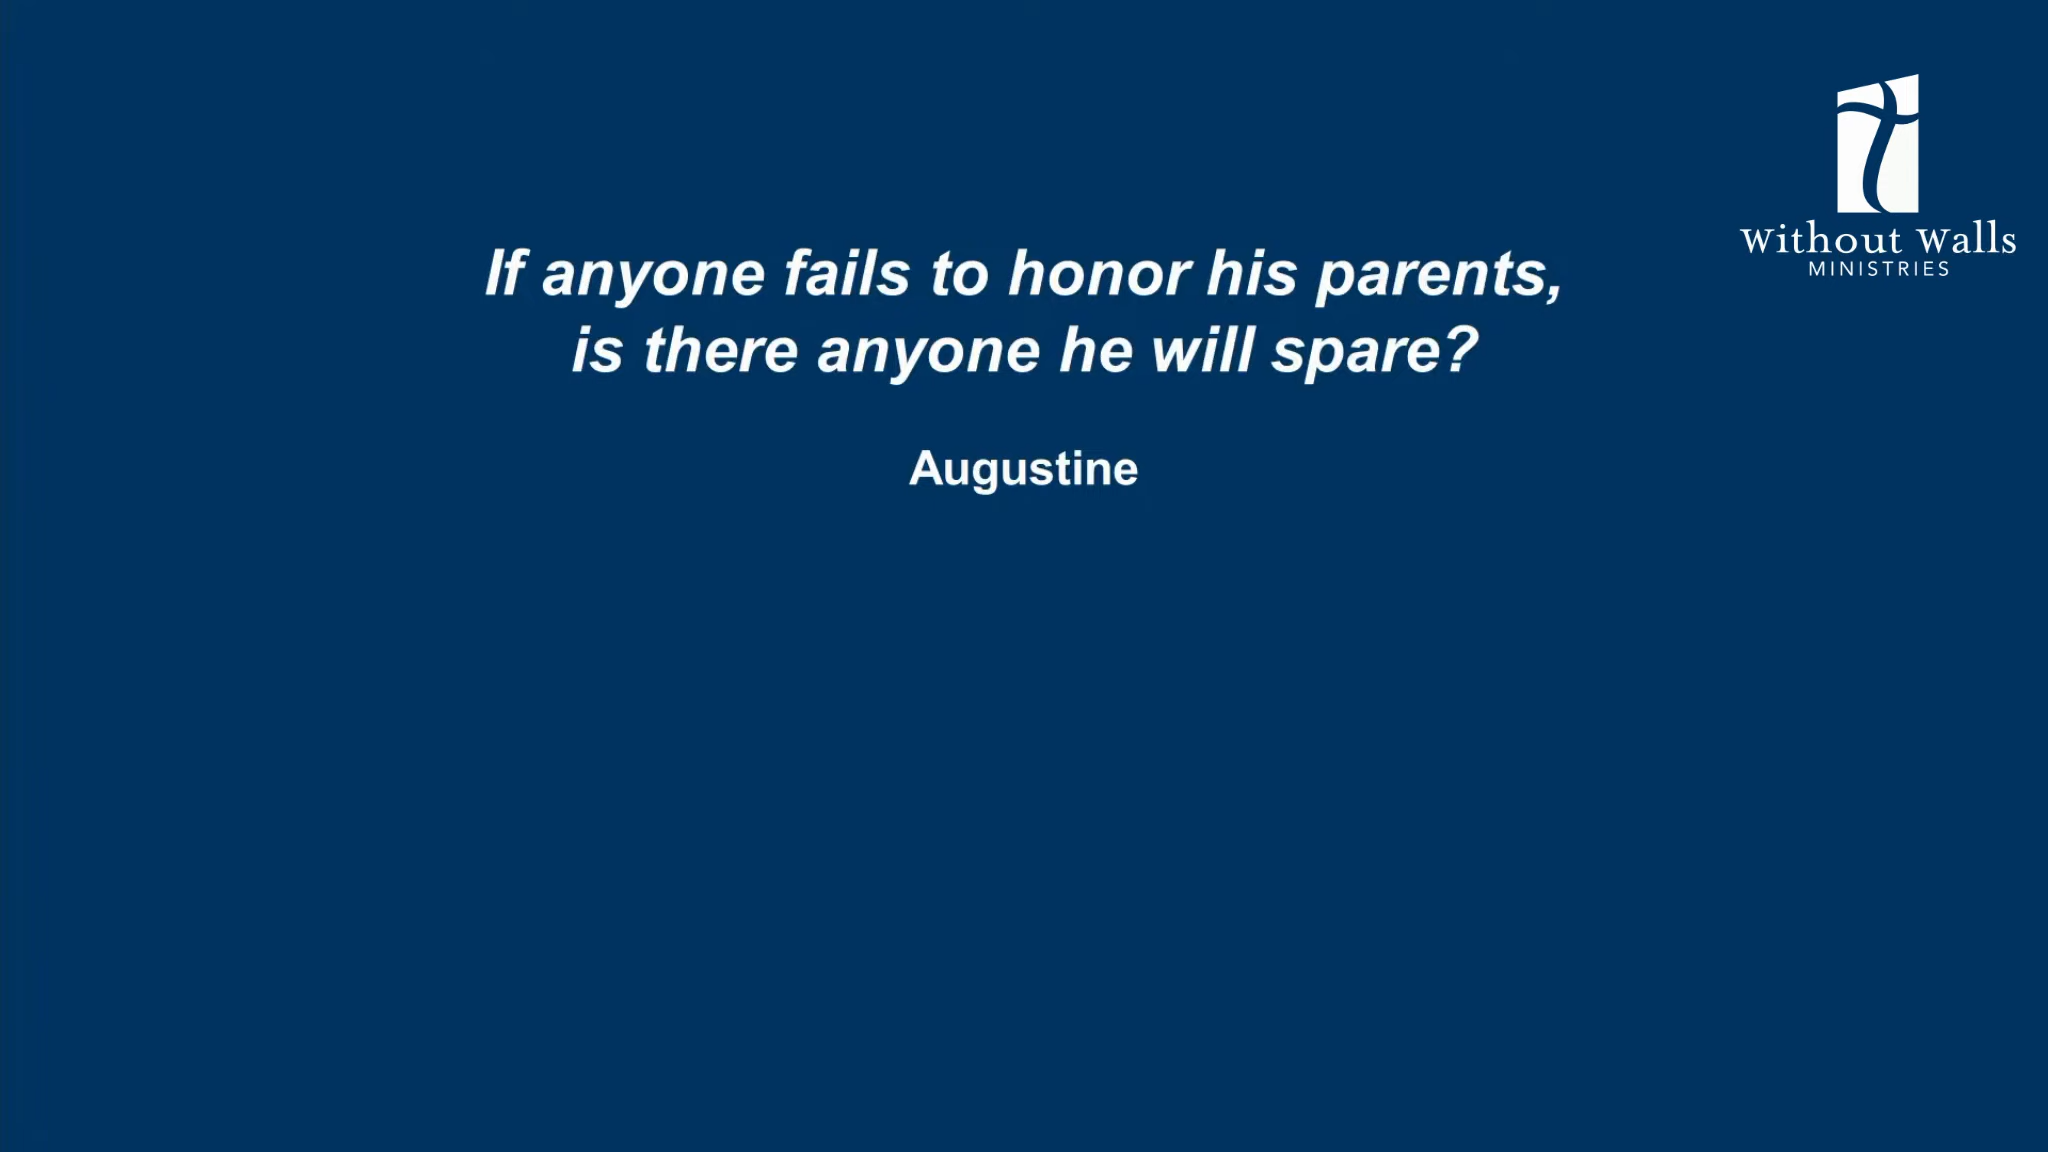 If anyone fails to honor his parents,
is there anyone he will spare?
Augustine
without walls
MINISTRIES